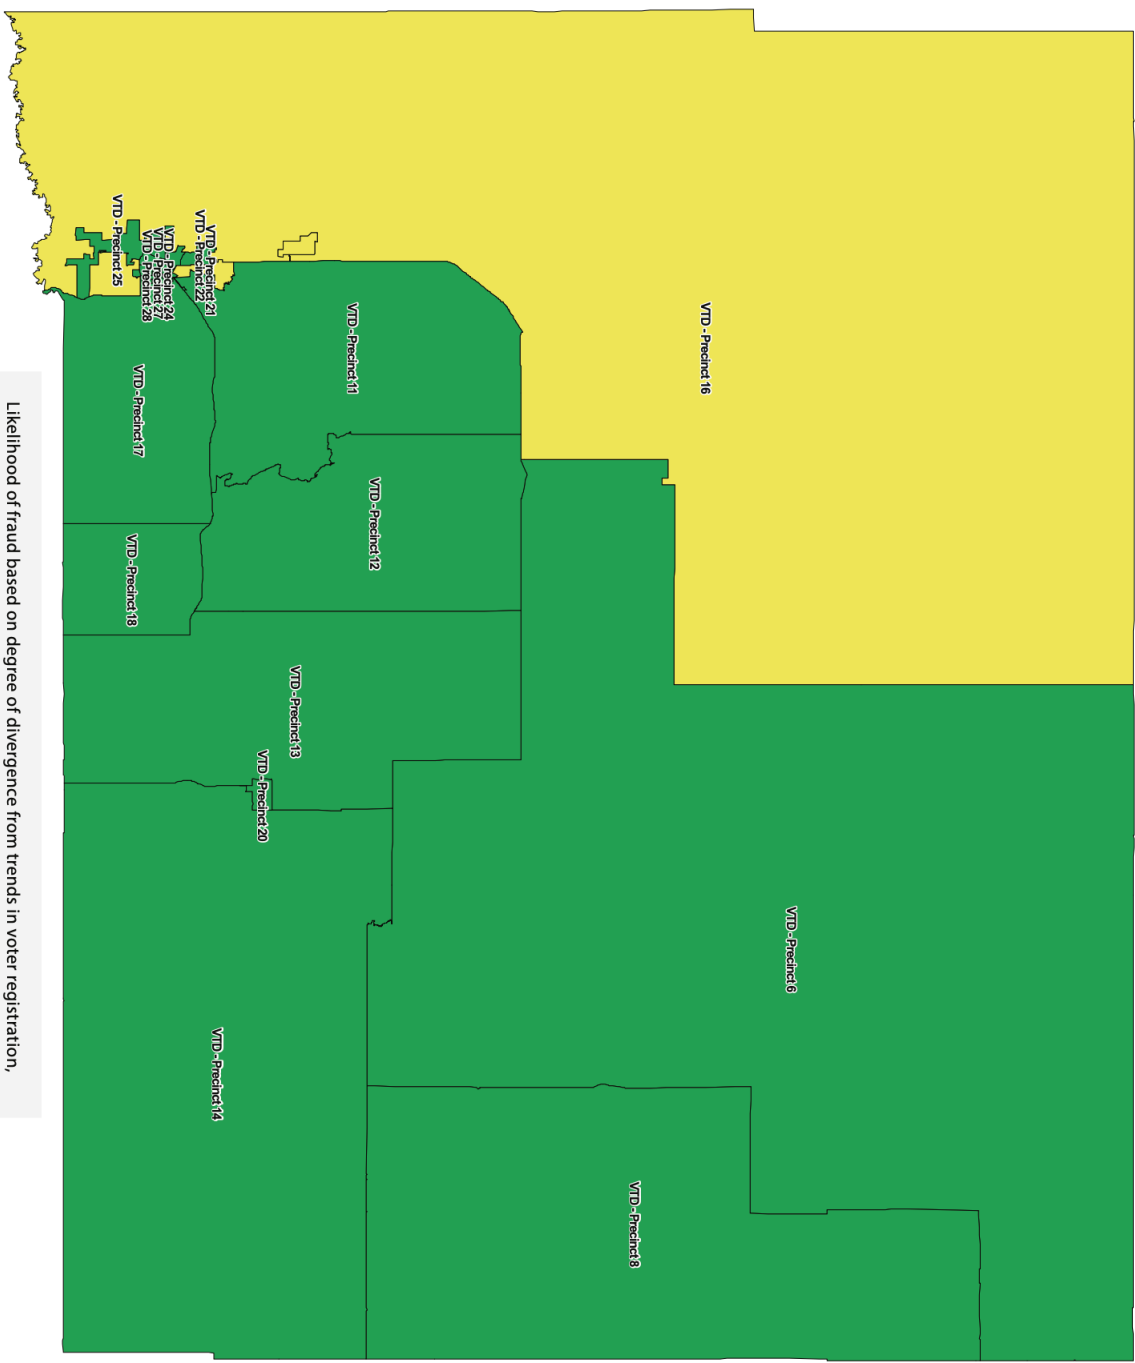 VTD - Precinct 6
VTD - Precinct 16
VTD - Precinct 8
VTD - Precinct 12
VTD - Precinct 11
VTD - Precinct 13
VTD - Precinct 20
VTD - Precinct 14
VTD - Precinct 21
VTD - Precinct 22
VTD - Precinct 24
VTD - Precinct 27
VTD - Precinct 28
VTD - Precinct 17
VTD - Precinct 18
VTD - Precinct 25
Likelihood of fraud based on degree of divergence from trends in voter registration,